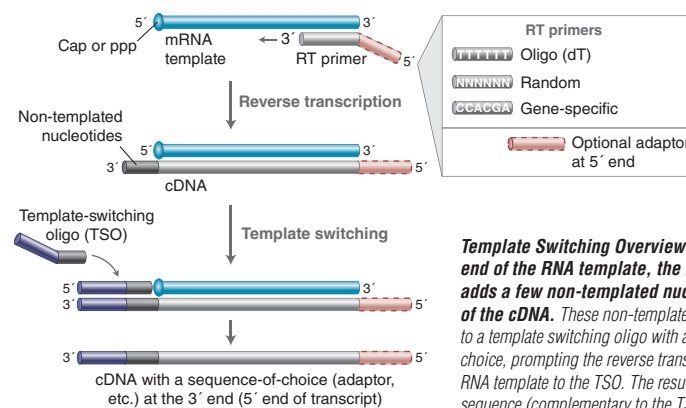 5´
3´
Cap or ppp
mRNA
template
3´
RT primer
5´
RT primers
TTTTTT Oligo (dT)
NNNNNN Random
CCACGA Gene-specific
Optional adaptor
at 5´ end
Reverse transcription
Non-templated
nucleotides
5´
3´
3´
5´
cDNA
Template-switching
oligo (TSO)
Template switching
5´
3´
3´
5´
3´
5´
cDNA with a sequence-of-choice (adaptor,
etc.) at the 3´ end (5´ end of transcript)
Template Switching Overview
end of the RNA template, the
adds a few non-templated
of the cDNA. These non-template
to a template switching oligo with a
choice, prompting the reverse
RNA template to the TSO. The
sequence (complementary to the